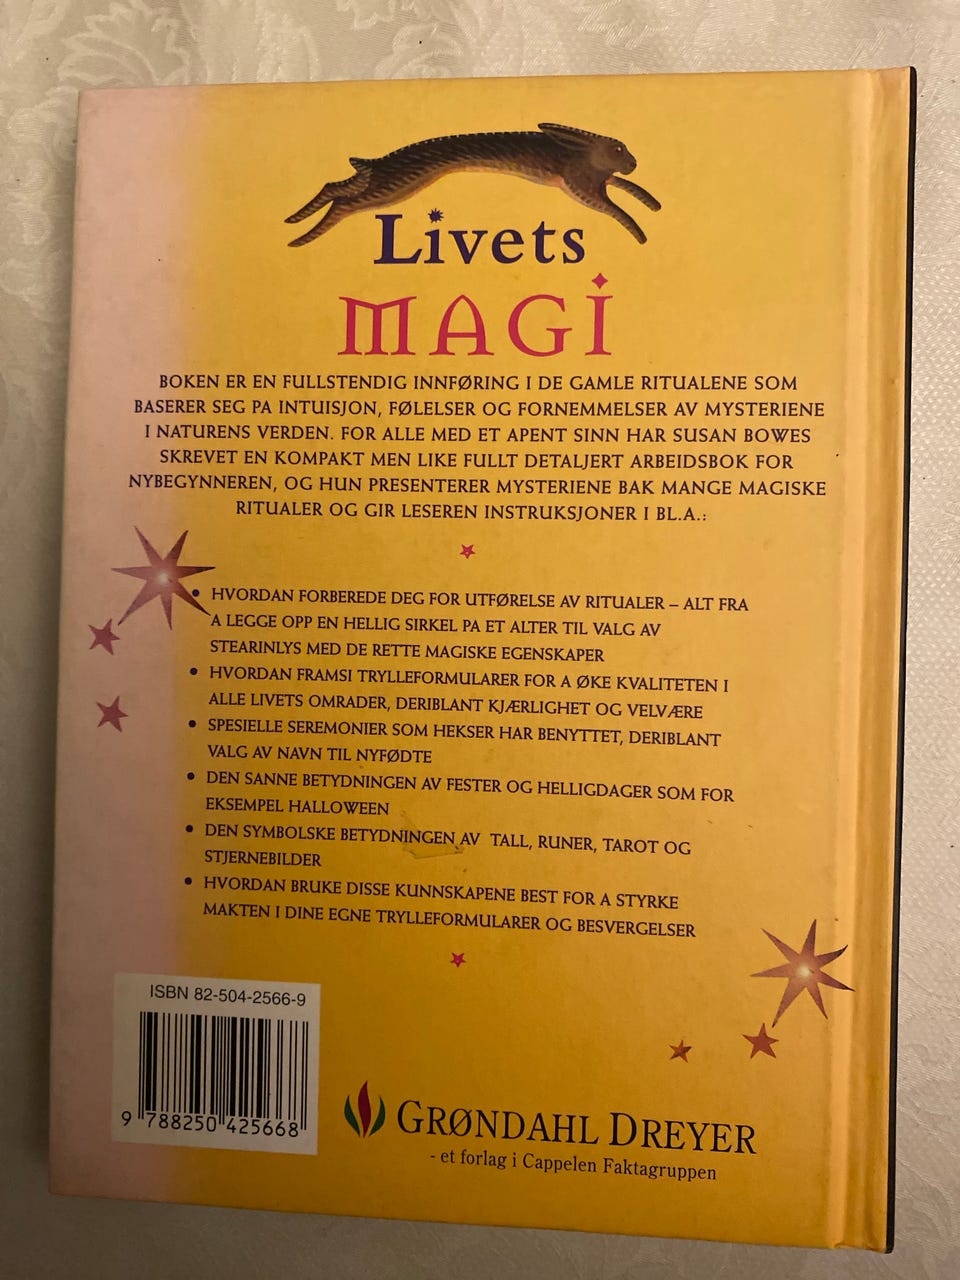 Livets
MAGI
BOKEN ER EN FULLSTENDIG INNFØRING I DE GAMLE RITUALENE SOM
BASERER SEG PA INTUISJON, FØLELSER OG FORNEMMELSER AV MYSTERIENE
I NATURENS VERDEN. FOR ALLE MED ET APENT SINN HAR SUSAN BOWES
SKREVET EN KOMPAKT MEN LIKE FULLT DETALJERT ARBEIDSBOK FOR
NYBEGYNNEREN, OG HUN PRESENTERER MYSTERIENE BAK MANGE MAGISKE
RITUALER OG GIR LESEREN INSTRUKSJONER I BL.A.:
• HVORDAN FORBEREDE DEG FOR UTFØRELSE AV RITUALER – ALT FRA
A LEGGE OPP EN HELLIG SIRKEL PA ET ALTER TIL VALG AV
STEARINLYS MED DE RETTE MAGISKE EGENSKAPER
• HVORDAN FRAMSI TRYLLEFORMULARER FOR A ØKE KVALITETEN I
ALLE LIVETS OMRADER, DERIBLANT KJÆRLIGHET OG VELVÆRE
• SPESIELLE SEREMONIER SOM HEKSER HAR BENYTTET, DERIBLANT
VALG AV NAVN TIL NYFØDTE
• DEN SANNE BETYDNINGEN AV FESTER OG HELLIGDAGER SOM FOR
EKSEMPEL HALLOWEEN
• DEN SYMBOLSKE BETYDNINGEN AV TALL, RUNER, TAROT OG
STJERNEBILDER
• HVORDAN BRUKE DISSE KUNNSKAPENE BEST FOR A STYRKE
MAKTEN I DINE EGNE TRYLLEFORMULARER OG BESVERGELSER
ISBN 82-504-2566-9
9 788250 425668
GRØNDAHL DREYER
- et forlag i Cappelen Faktagruppen